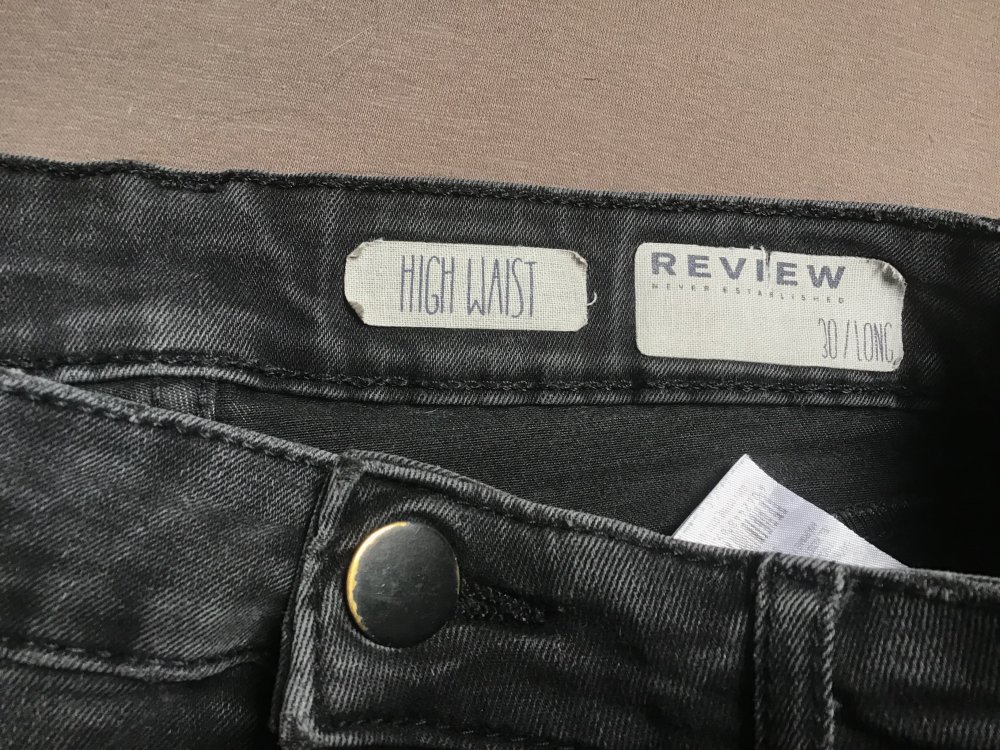 HIGH WAIST
REVIEW
NEVER ESTABLISHED
30 / LONG